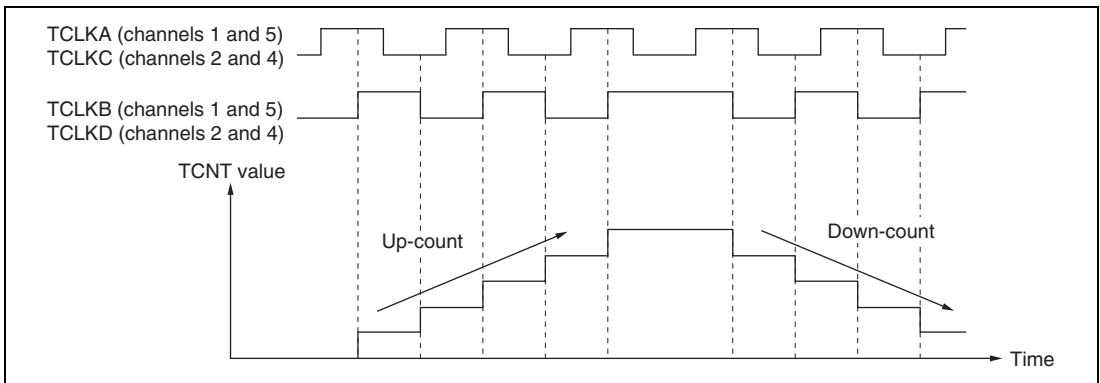 TCLKA (channels 1 and 5)
TCLKC (channels 2 and 4)
TCLKB (channels 1 and 5)
TCLKD (channels 2 and 4)
TCNT value
Up-count
Down-count
Time